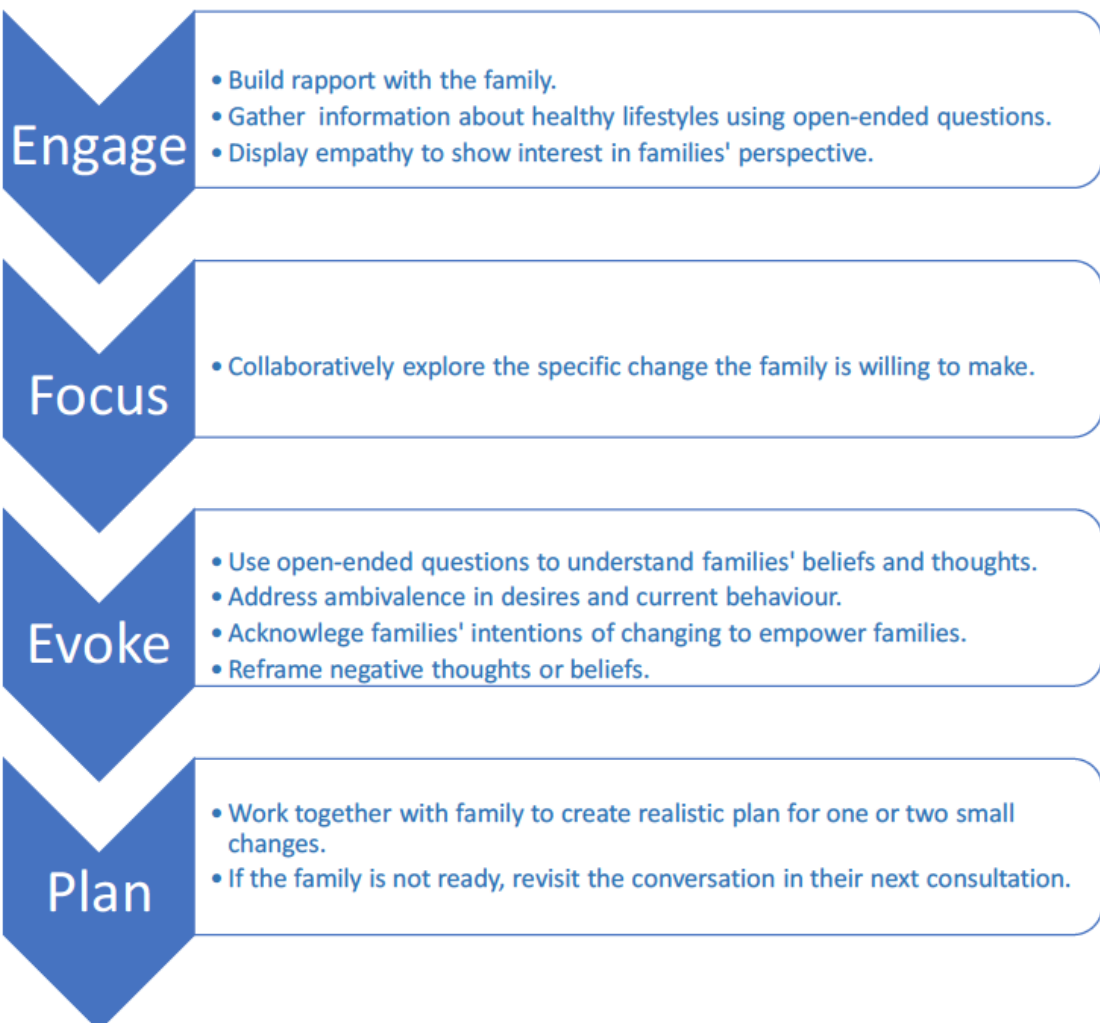 Engage
• Build rapport with the family.
• Gather information about healthy lifestyles using open-ended questions.
• Display empathy to show interest in families' perspective.
Focus
• Collaboratively explore the specific change the family is willing to make.
Evoke
• Use open-ended questions to understand families' beliefs and thoughts.
• Address ambivalence in desires and current behaviour.
• Acknowlege families' intentions of changing to empower families.
• Reframe negative thoughts or beliefs.
Plan
• Work together with family to create realistic plan for one or two small
changes.
• If the family is not ready, revisit the conversation in their next consultation.